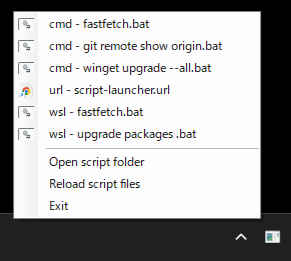 cmd - fastfetch.bat
cmd - git remote show origin.bat
cmd - winget upgrade --all.bat
url - script-launcher.url
wsl - fastfetch.bat
wsl - upgrade packages .bat
Open script folder
Reload script files
Exit